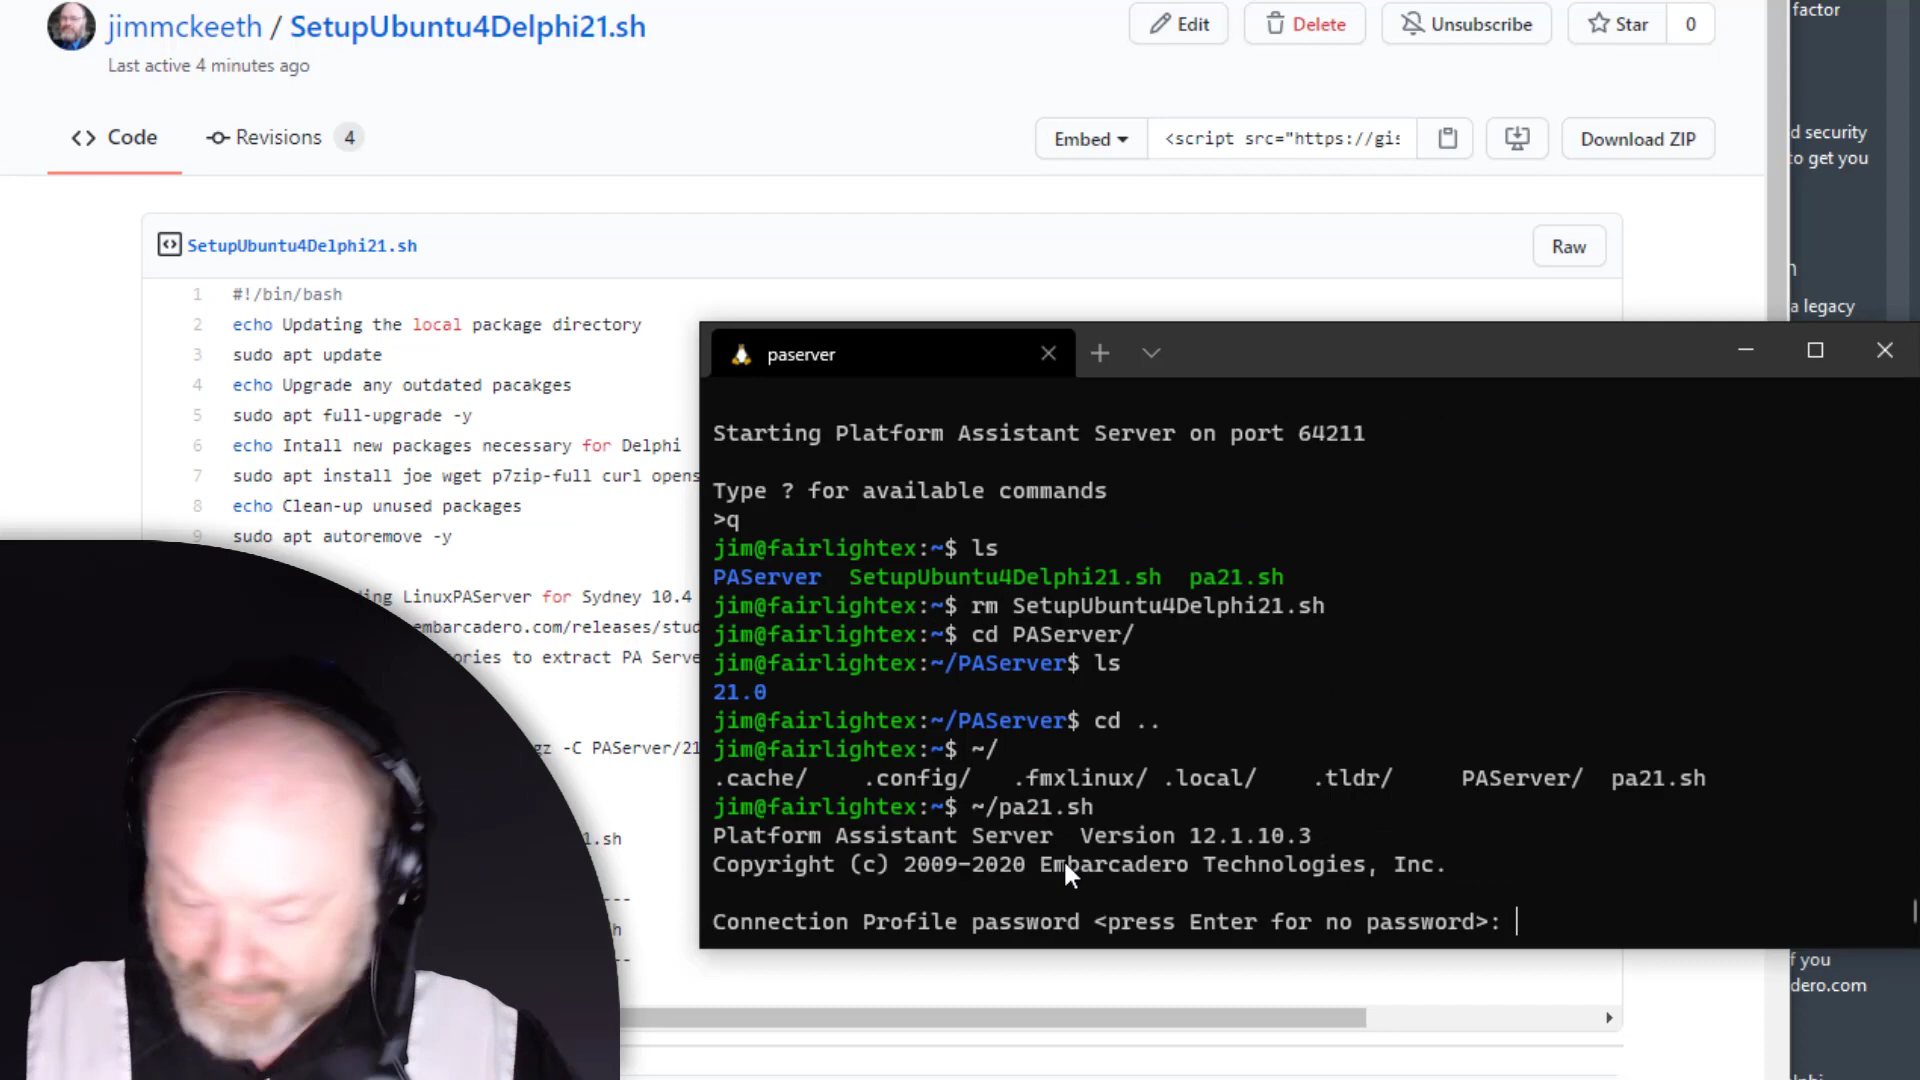 jimmckeeth / SetupUbuntu4Delphi21.sh
Last active 4 minutes ago
Edit
Delete
Unsubscribe
Star
0
Code
Revisions 4
Embed
<script src="https://gi
Download ZIP
SetupUbuntu4Delphi21.sh
Raw
1 #!/bin/bash
2 echo Updating the local package directory
3 sudo apt update
4 echo Upgrade any outdated pacakges
5 sudo apt full-upgrade -y
6 echo Intall new packages necessary for Delphi
7 sudo apt install joe wget p7zip-full curl opens
8 echo Clean-up unused packages
9 sudo apt autoremove -y
ing LinuxPAServer for Sydney 10.4
embarcadero.com/releases/stud
ories to extract PA Serve
gz -C PAServer/21
1.sh
---
h
---
factor
d security
to get you
a legacy
f you
dero.com
paserver
Starting Platform Assistant Server on port 64211
Type ? for available commands
>q
jim@fairlightex:~$ ls
PAServer SetupUbuntu4Delphi21.sh pa21.sh
jim@fairlightex:~$ rm SetupUbuntu4Delphi21.sh
jim@fairlightex:~$ cd PAServer/
jim@fairlightex:~/PAServer$ ls
21.0
jim@fairlightex:~/PAServer$ cd ..
jim@fairlightex:~$ ~/
.cache/ .config/ .fmxlinux/ .local/ .tldr/ PAServer/ pa21.sh
jim@fairlightex:~$ ~/pa21.sh
Platform Assistant Server Version 12.1.10.3
Copyright (c) 2009-2020 Embarcadero Technologies, Inc.
Connection Profile password <press Enter for no password>: